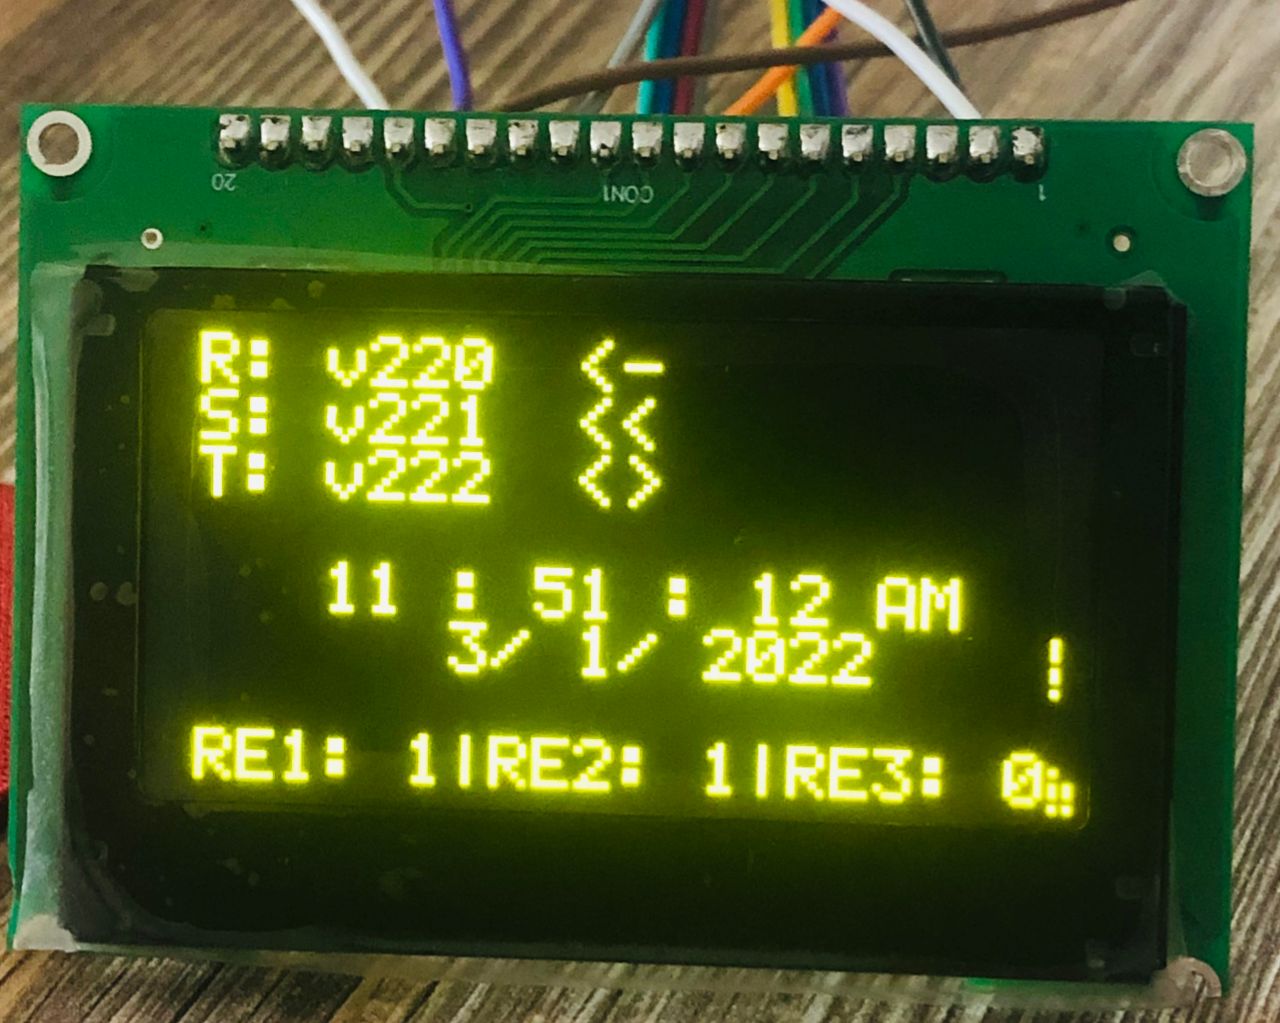 20 CON1 1
R: v220 <-
S: v221 <<
T: v222 <>
11 : 51 : 12 AM
3/ 1/ 2022
RE1: 1|RE2: 1|RE3: 0